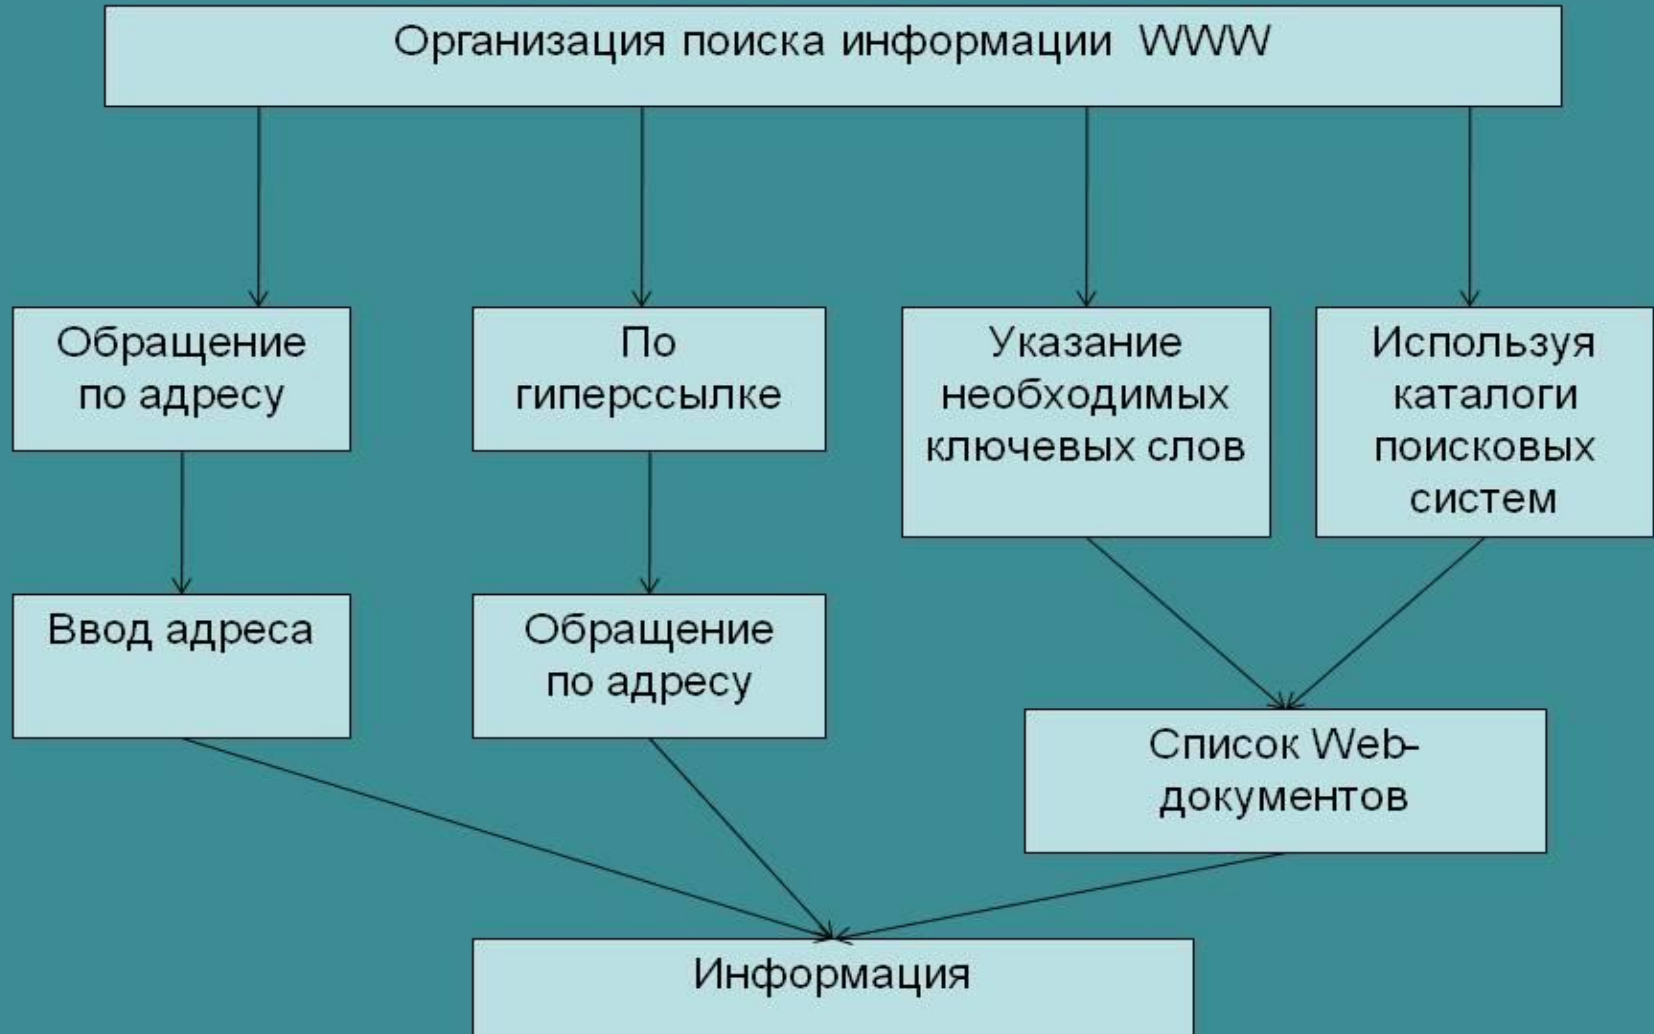 Организация поиска информации WWW
Обращение
по адресу
По
гиперссылке
Указание
необходимых
ключевых слов
Используя
каталоги
поисковых
систем
Ввод адреса
Обращение
по адресу
Список Web-
документов
Информация